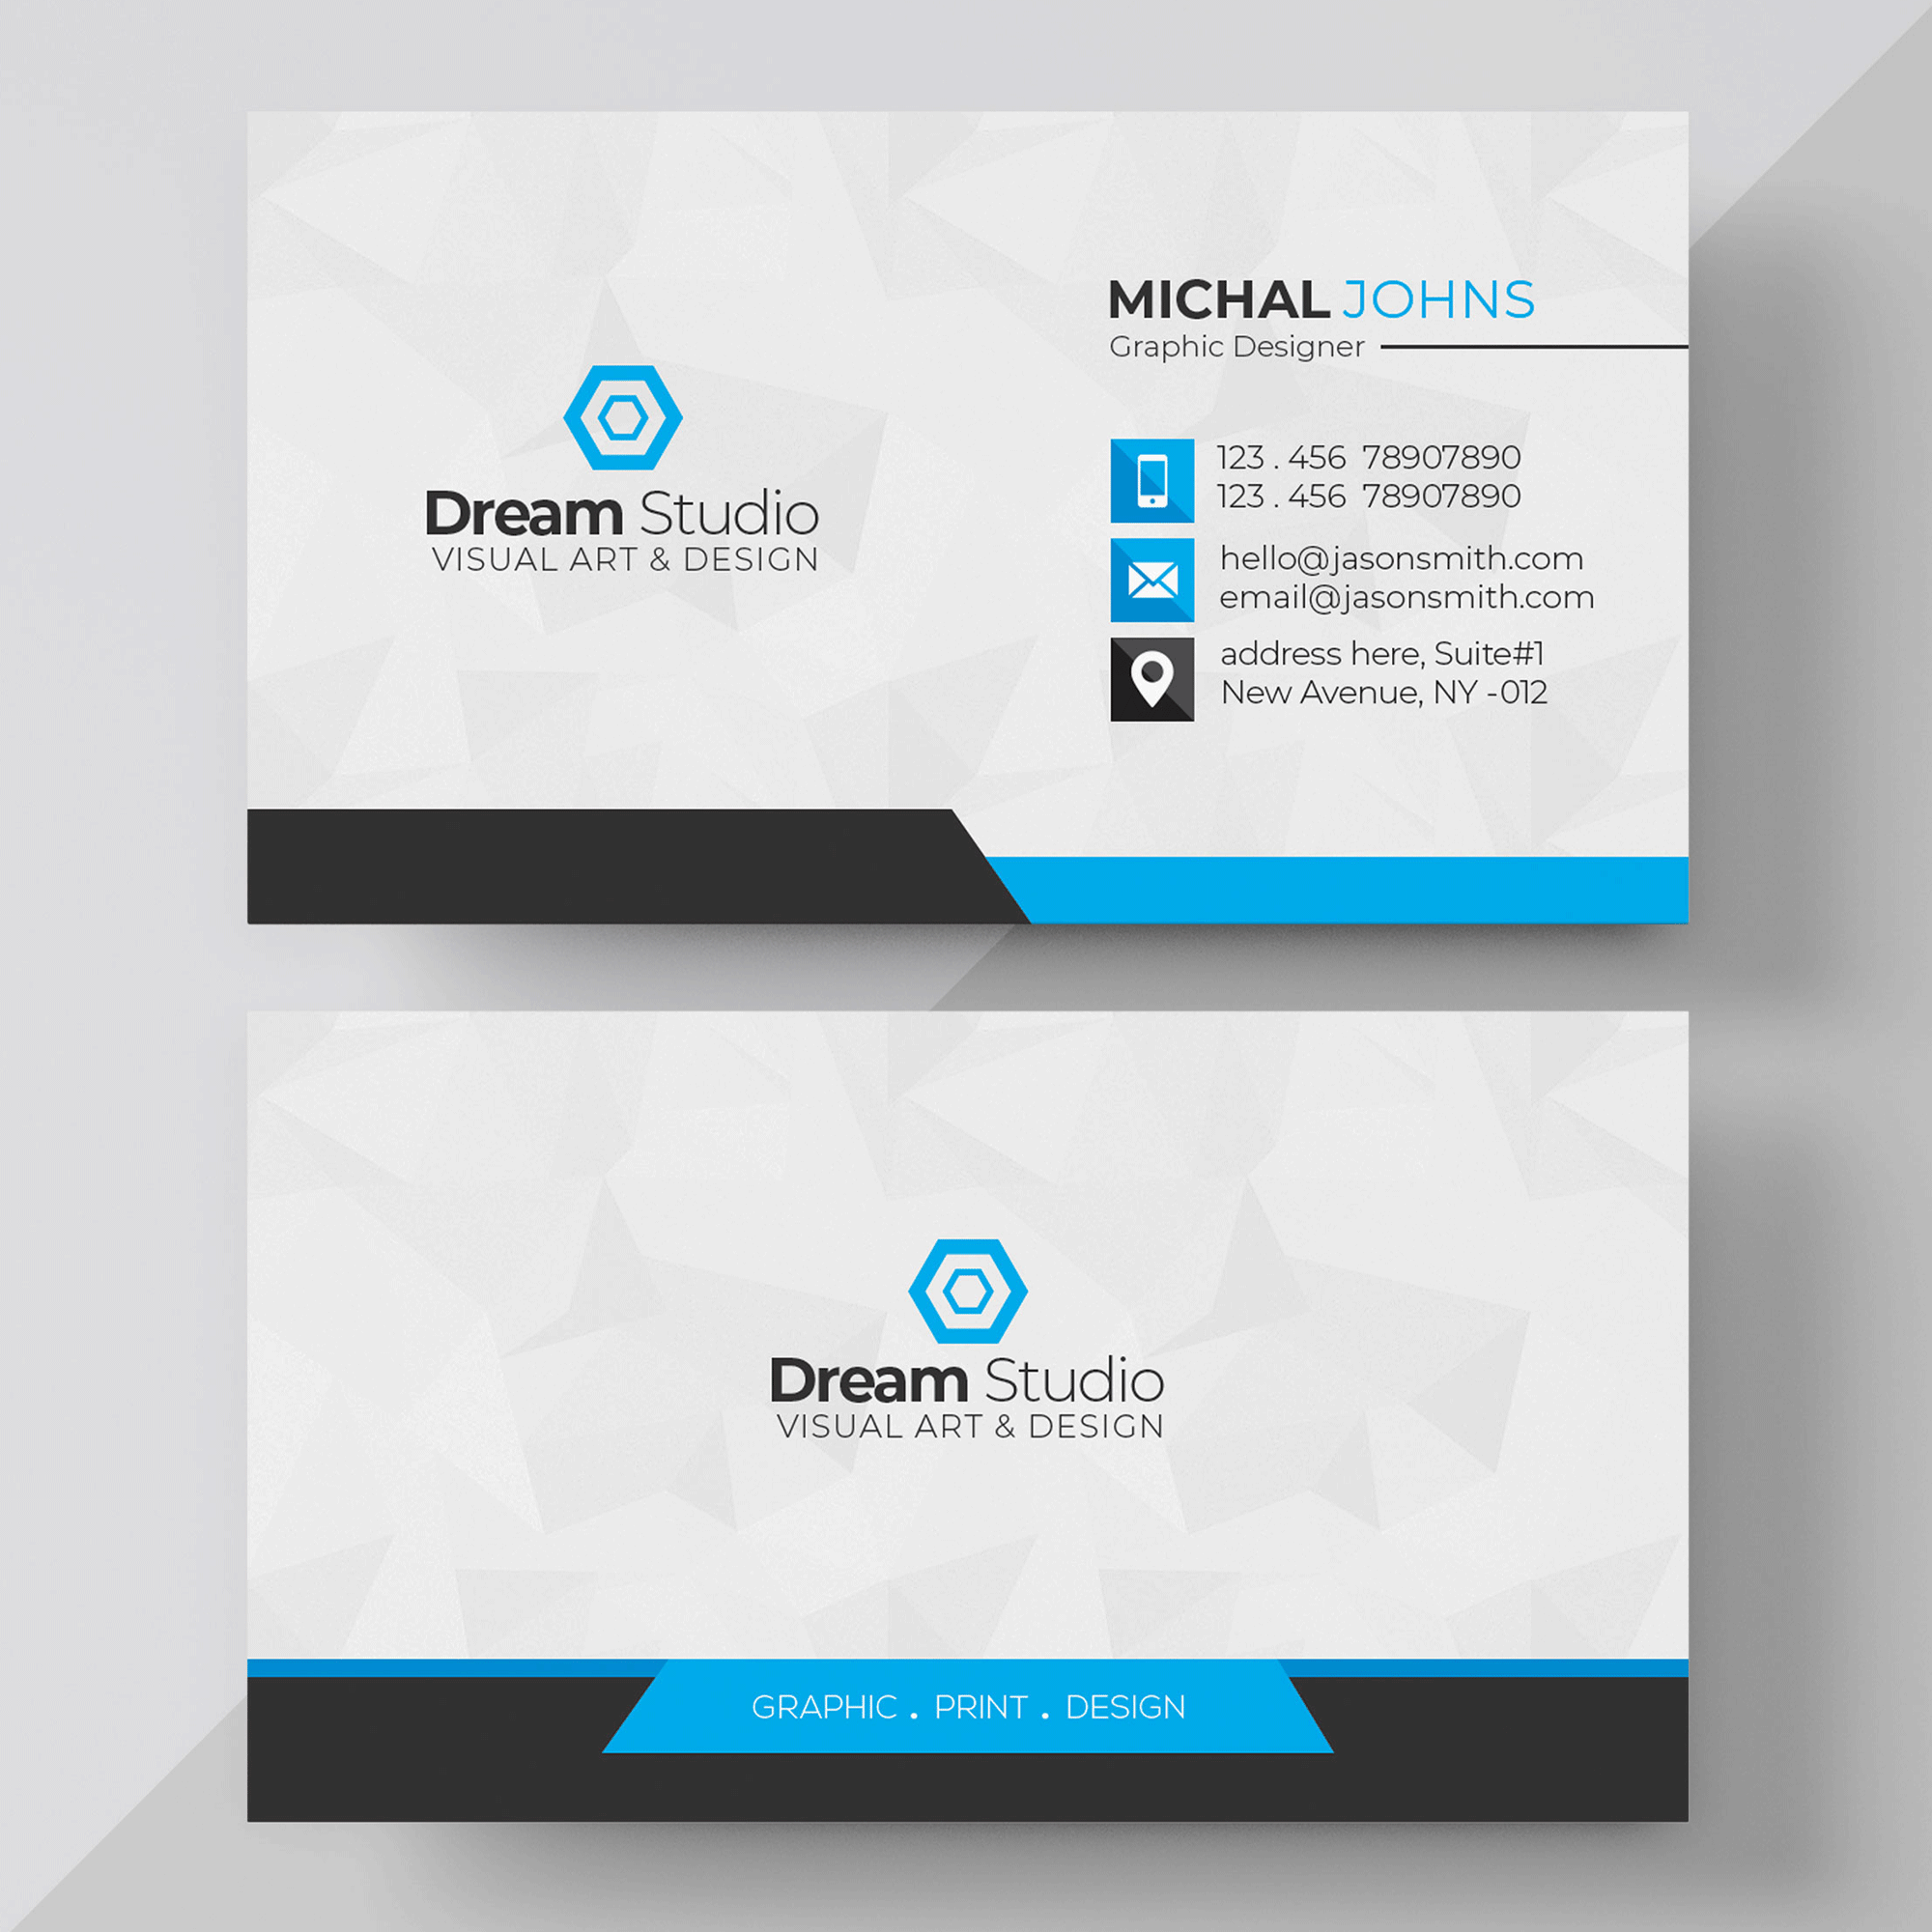 MICHAL JOHNS
Graphic Designer
Dream Studio
VISUAL ART & DESIGN
123 . 456 78907890
123 . 456 78907890
hello@jasonsmith.com
email@jasonsmith.com
address here, Suite#1
New Avenue, NY -012
Dream Studio
VISUAL ART & DESIGN
GRAPHIC . PRINT . DESIGN